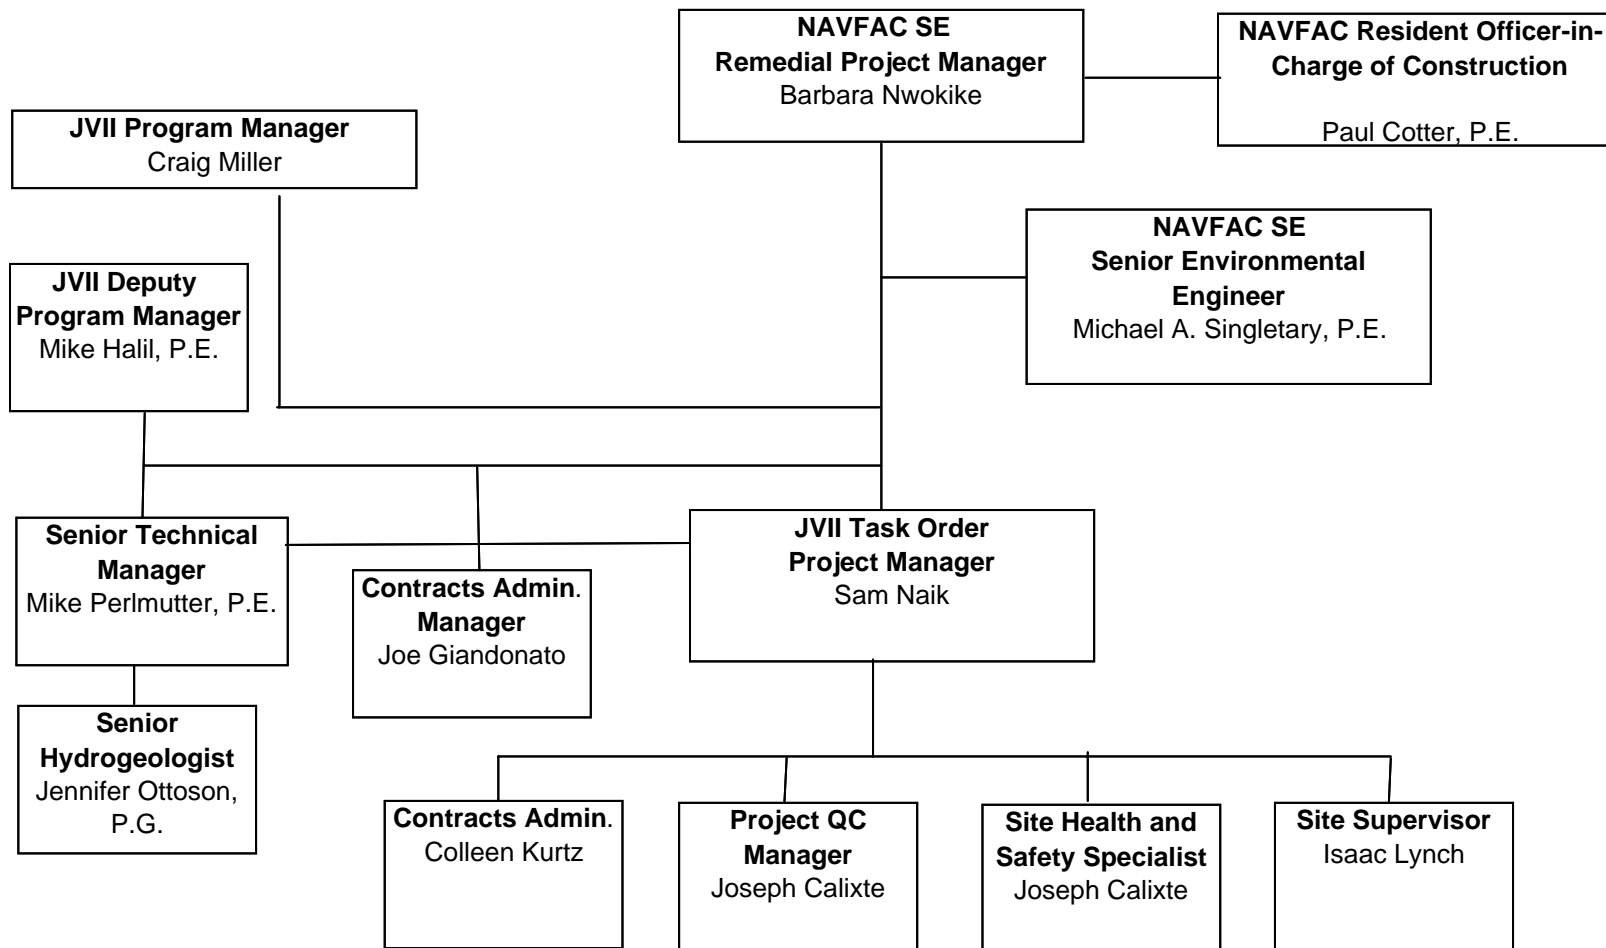 NAVFAC SE
Remedial Project Manager
Barbara Nwokike
NAVFAC Resident Officer-in-
Charge of Construction
Paul Cotter, P.E.
JVII Program Manager
Craig Miller
NAVFAC SE
Senior Environmental
Engineer
Michael A. Singletary, P.E.
JVII Deputy
Program Manager
Mike Halil, P.E.
Senior Technical
Manager
Mike Perlmutter, P.E.
Contracts Admin.
Manager
Joe Giandonato
JVII Task Order
Project Manager
Sam Naik
Senior
Hydrogeologist
Jennifer Ottoson,
P.G.
Contracts Admin.
Colleen Kurtz
Project QC
Manager
Joseph Calixte
Site Health and
Safety Specialist
Joseph Calixte
Site Supervisor
Isaac Lynch